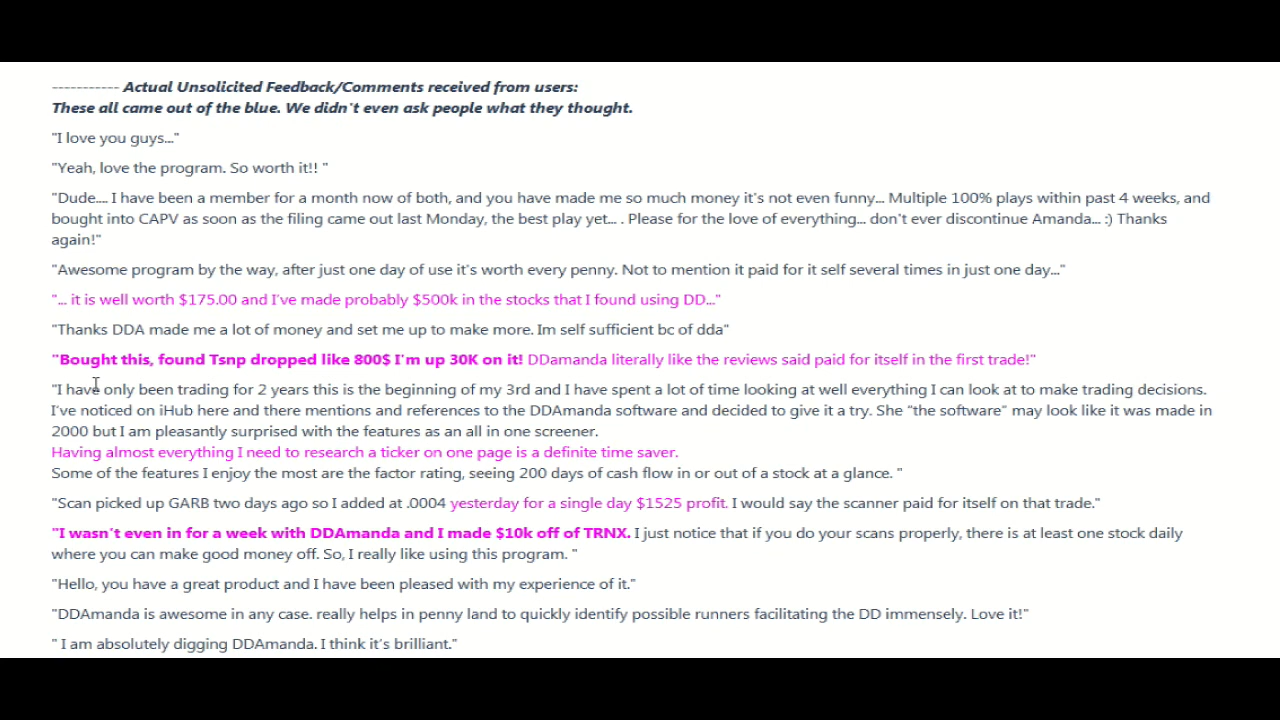 ----------- Actual Unsolicited Feedback/Comments received from users:
These all came out of the blue. We didn't even ask people what they thought.
"I love you guys..."
"Yeah, love the program. So worth it!! "
"Dude.... I have been a member for a month now of both, and you have made me so much money it's not even funny... Multiple 100% plays within past 4 weeks, and
bought into CAPV as soon as the filing came out last Monday, the best play yet... . Please for the love of everything... don't ever discontinue Amanda... :) Thanks
again!"
"Awesome program by the way, after just one day of use it's worth every penny. Not to mention it paid for it self several times in just one day..."
"... it is well worth $175.00 and I've made probably $500k in the stocks that I found using DD..."
"Thanks DDA made me a lot of money and set me up to make more. Im self sufficient bc of dda"
"Bought this, found Tsnp dropped like 800$ I'm up 30K on it! DDamanda literally like the reviews said paid for itself in the first trade!"
"I have only been trading for 2 years this is the beginning of my 3rd and I have spent a lot of time looking at well everything I can look at to make trading decisions.
I've noticed on iHub here and there mentions and references to the DDAmanda software and decided to give it a try. She "the software" may look like it was made in
2000 but I am pleasantly surprised with the features as an all in one screener.
Having almost everything I need to research a ticker on one page is a definite time saver.
Some of the features I enjoy the most are the factor rating, seeing 200 days of cash flow in or out of a stock at a glance. "
"Scan picked up GARB two days ago so I added at .0004 yesterday for a single day $1525 profit. I would say the scanner paid for itself on that trade."
"I wasn't even in for a week with DDAmanda and I made $10k off of TRNX. I just notice that if you do your scans properly, there is at least one stock daily
where you can make good money off. So, I really like using this program. "
"Hello, you have a great product and I have been pleased with my experience of it."
"DDAmanda is awesome in any case. really helps in penny land to quickly identify possible runners facilitating the DD immensely. Love it!"
" I am absolutely digging DDAmanda. I think it's brilliant."